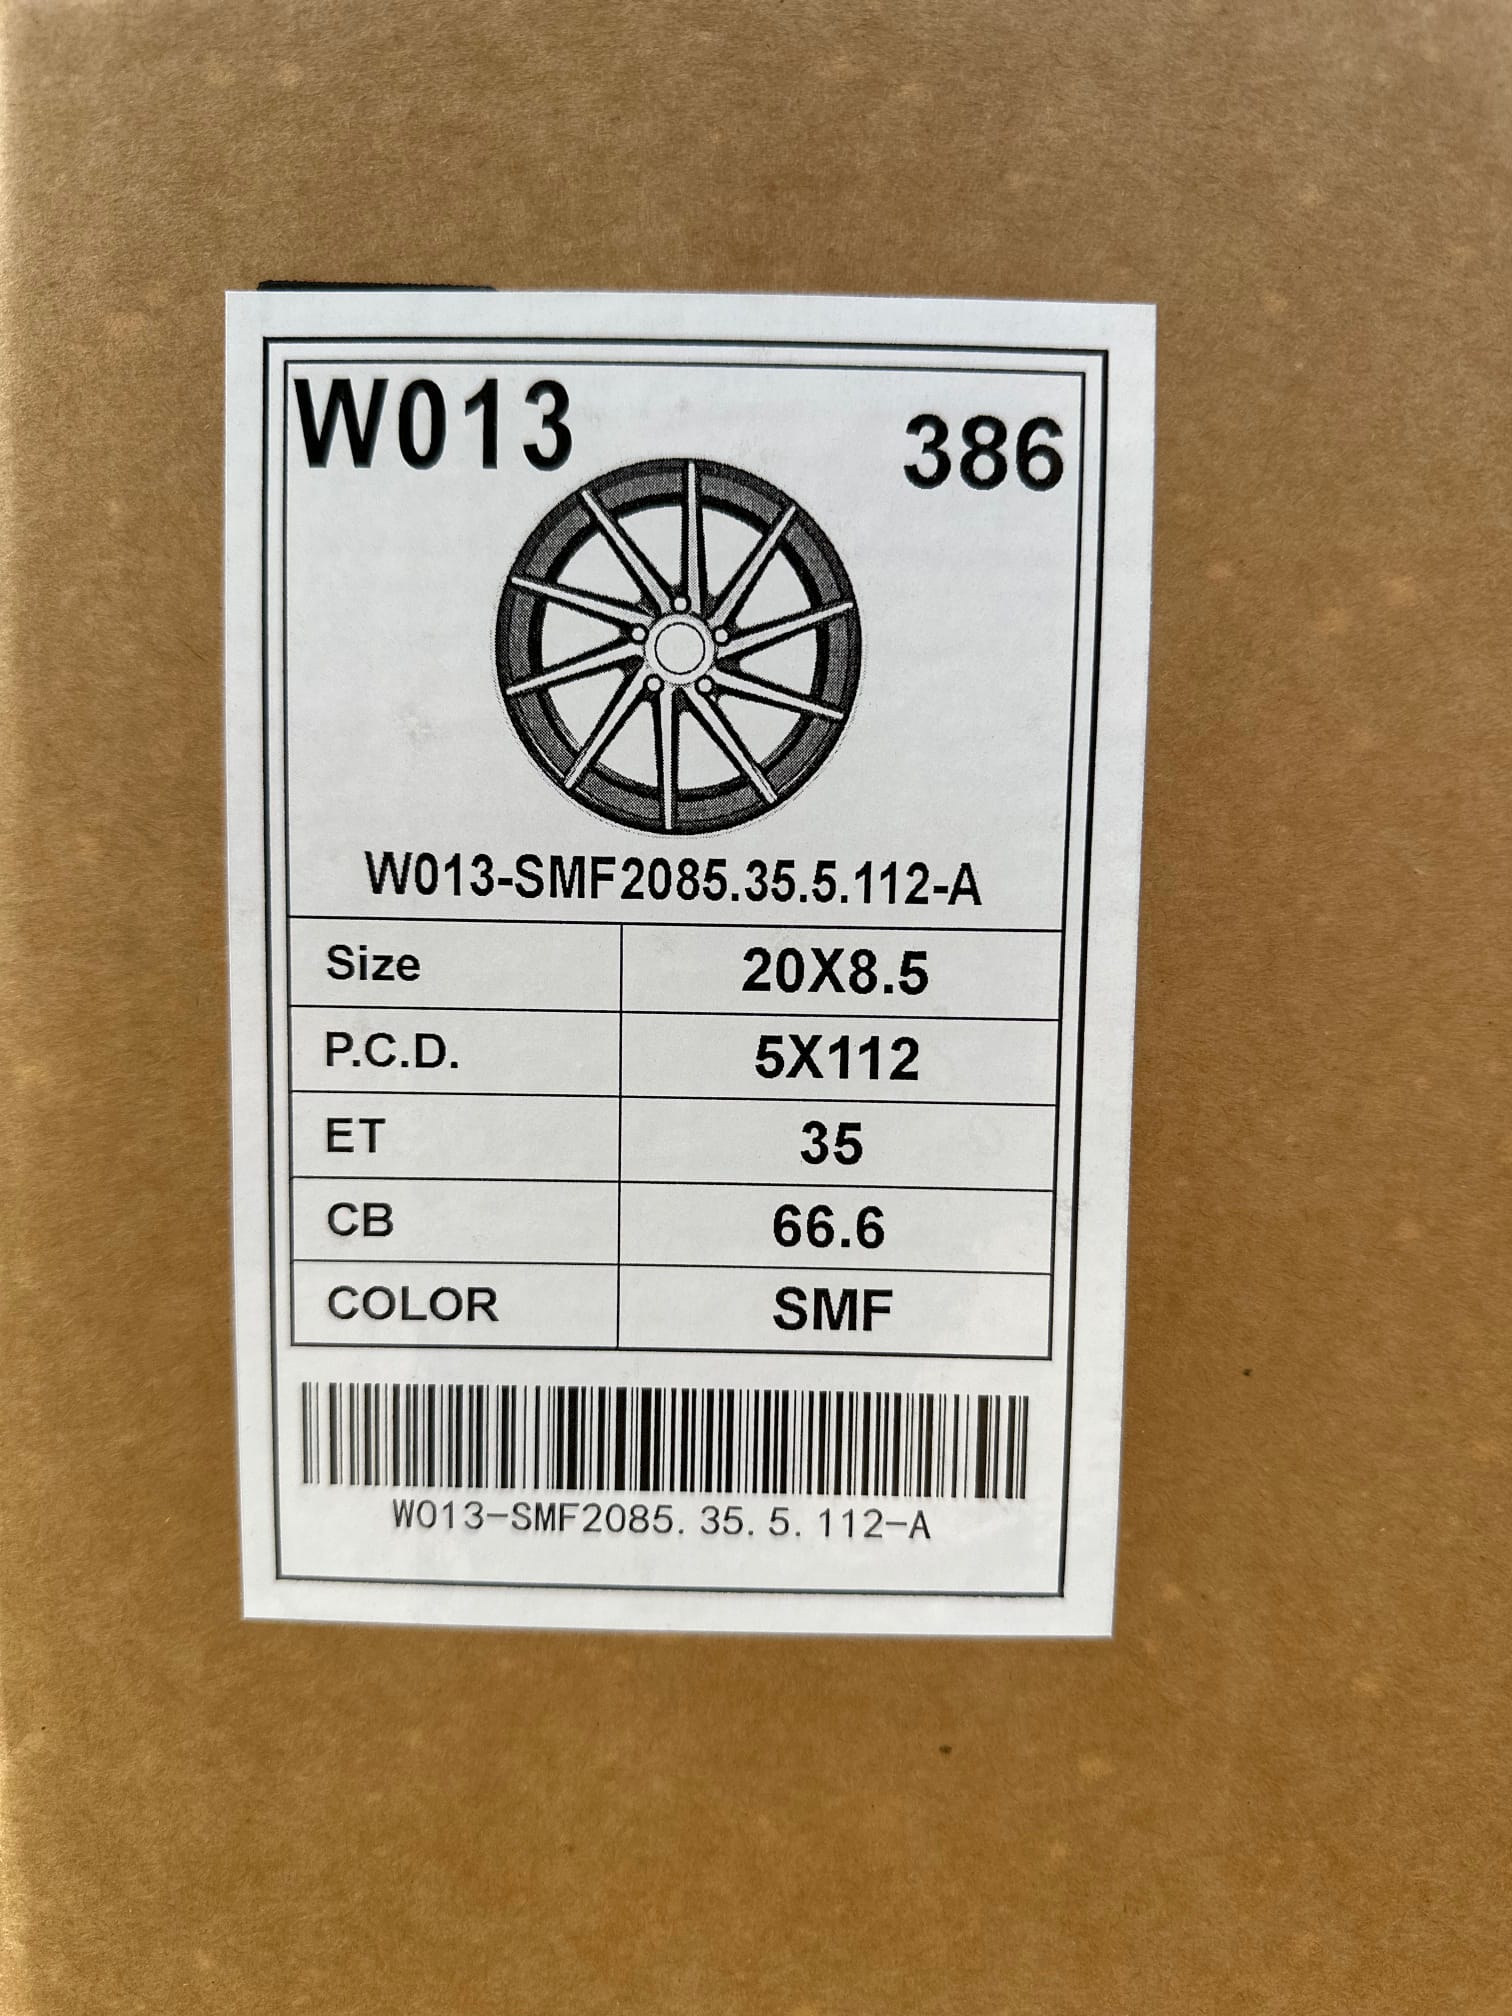 W013 386
W013-SMF2085.35.5.112-A
Size 20X8.5
P.C.D. 5X112
ET 35
CB 66.6
COLOR SMF
W013-SMF2085.35.5.112-A